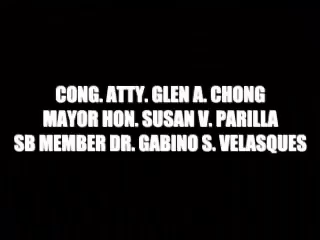 CONG. ATTY. GLEN A. CHONG
MAYOR HON. SUSAN V. PARILLA
SB MEMBER DR. GABINO S. VELASQUES